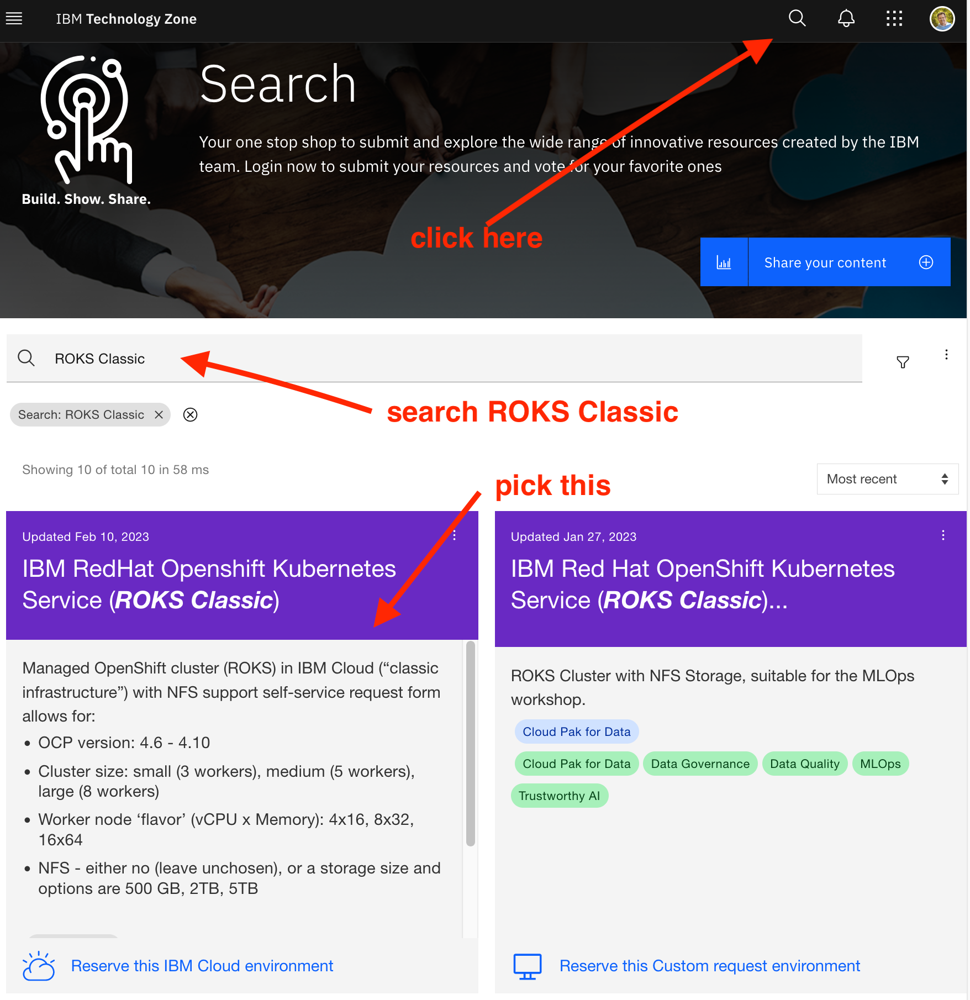 IBM Technology Zone
Search
Your one stop shop to submit and explore the wide range of innovative resources created by the IBM
team. Login now to submit your resources and vote for your favorite ones
Build. Show. Share.
click here
Share your content
ROKS Classic
Search: ROKS Classic
search ROKS Classic
Showing 10 of total 10 in 58 ms
pick this
Most recent
Updated Feb 10, 2023
IBM RedHat Openshift Kubernetes
Service (ROKS Classic)
Managed OpenShift cluster (ROKS) in IBM Cloud (“classic
infrastructure”) with NFS support self-service request form
allows for:
• OCP version: 4.6 - 4.10
• Cluster size: small (3 workers), medium (5 workers),
large (8 workers)
• Worker node ‘flavor’ (vCPU x Memory): 4x16, 8x32,
16x64
• NFS - either no (leave unchosen), or a storage size and
options are 500 GB, 2TB, 5TB
Reserve this IBM Cloud environment
Updated Jan 27, 2023
IBM Red Hat OpenShift Kubernetes
Service (ROKS Classic)...
ROKS Cluster with NFS Storage, suitable for the MLOps
workshop.
Cloud Pak for Data
Cloud Pak for Data Data Governance Data Quality MLOps
Trustworthy AI
Reserve this Custom request environment